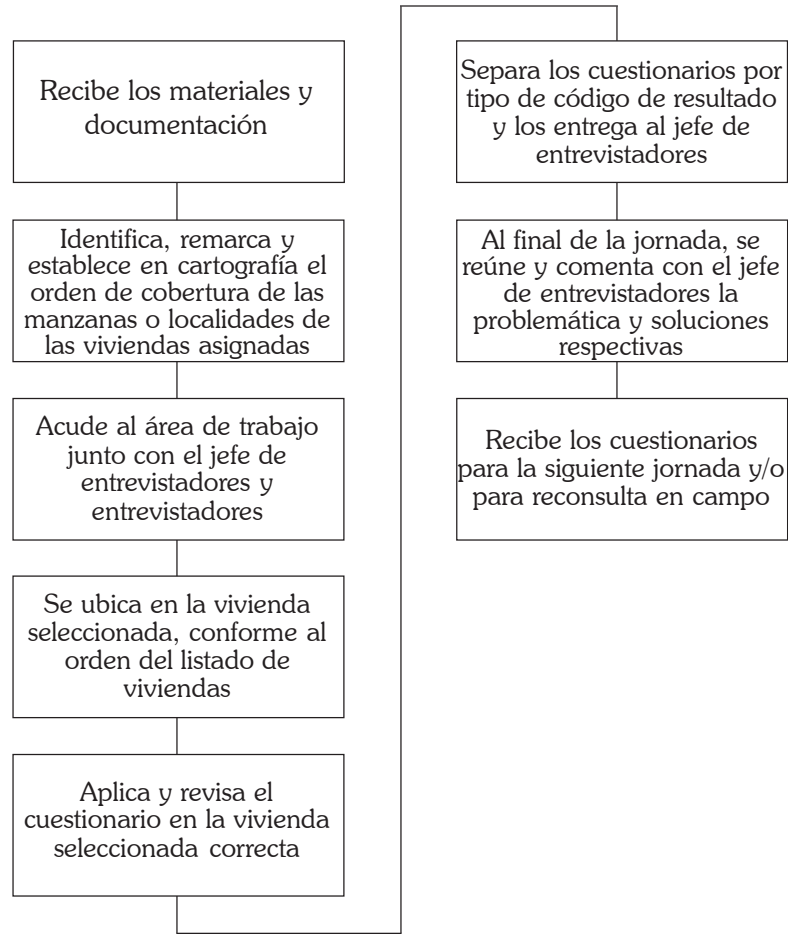 Recibe los materiales y
documentación
Identifica, remarca y
establece en cartografía el
orden de cobertura de las
manzanas o localidades de
las viviendas asignadas
Acude al área de trabajo
junto con el jefe de
entrevistadores y
entrevistadores
Se ubica en la vivienda
seleccionada, conforme al
orden del listado de
viviendas
Aplica y revisa el
cuestionario en la vivienda
seleccionada correcta
Separa los cuestionarios por
tipo de código de resultado
y los entrega al jefe de
entrevistadores
Al final de la jornada, se
reúne y comenta con el jefe
de entrevistadores la
problemática y soluciones
respectivas
Recibe los cuestionarios
para la siguiente jornada y/o
para reconsulta en campo